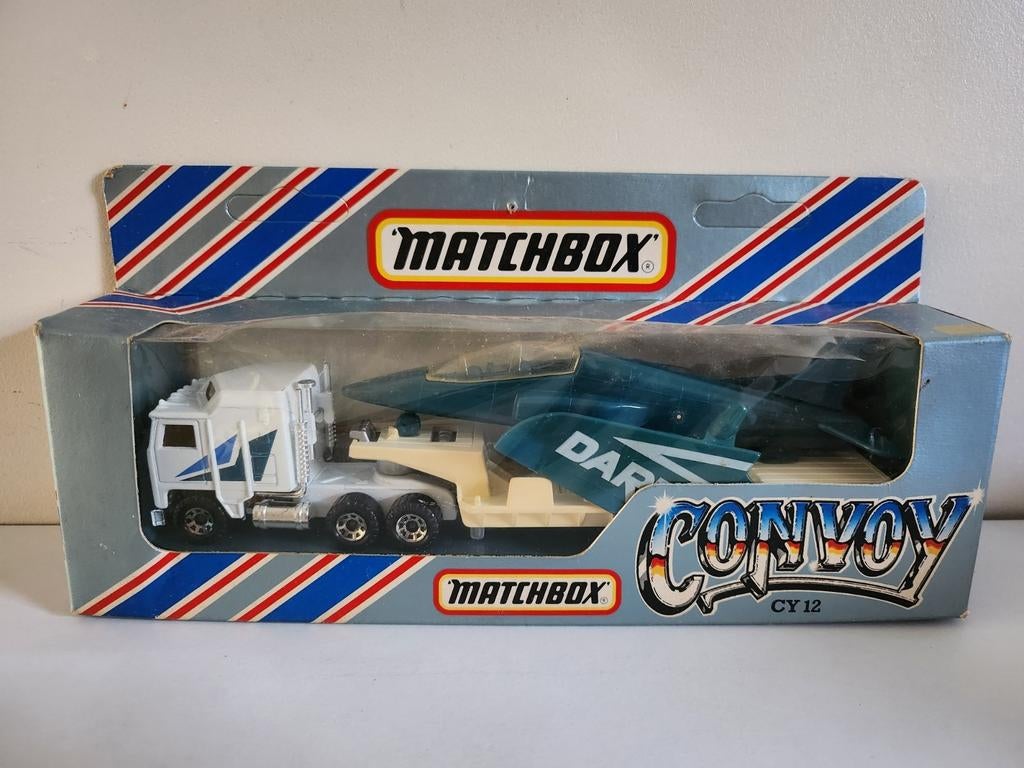 'MATCHBOX'
®
DAR
CONVOY
'MATCHBOX'
®
CY 12